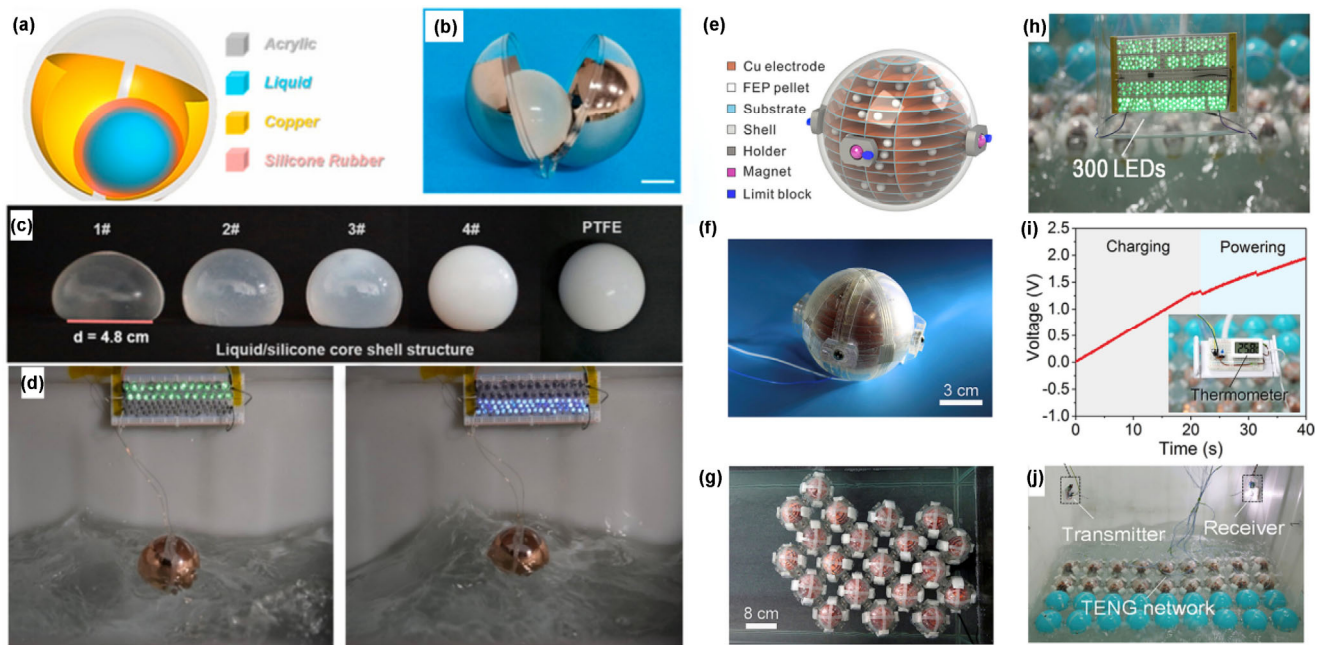 (a)
Acrylic
Liquid
Copper
Silicone Rubber
(b)
(c)
1#
2#
3#
4#
PTFE
d = 4.8 cm
Liquid/silicone core shell structure
(d)
(e)
Cu electrode
FEP pellet
Substrate
Shell
Holder
Magnet
Limit block
(f)
3 cm
(g)
8 cm
(h)
300 LEDs
(i)
Charging
Powering
Voltage (V)
2.5
2.0
1.5
1.0
0.5
0.0
-0.5
-1.0
0
10
20
30
40
Time (s)
Thermometer
(j)
Transmitter
Receiver
TENG network